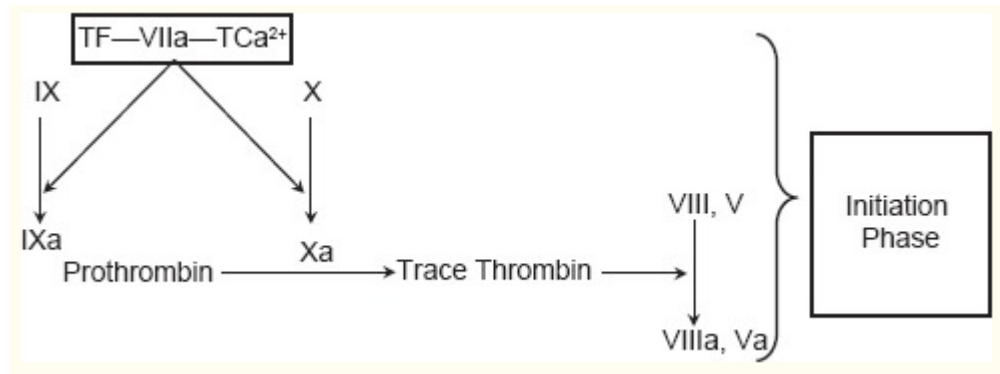 TF—VIIa—TCa²⁺
IX
X
VIII, V
IXa
Xa
Prothrombin
Trace Thrombin
VIIIa, Va
Initiation
Phase